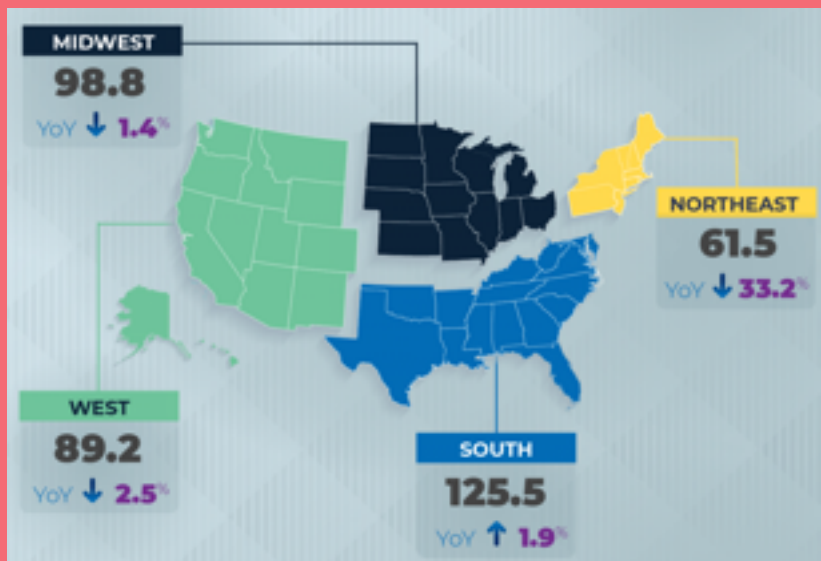 MIDWEST
98.8
YoY ↓ 1.4%
NORTHEAST
61.5
YoY ↓ 33.2%
WEST
89.2
YoY ↓ 2.5%
SOUTH
125.5
YoY ↑ 1.9%